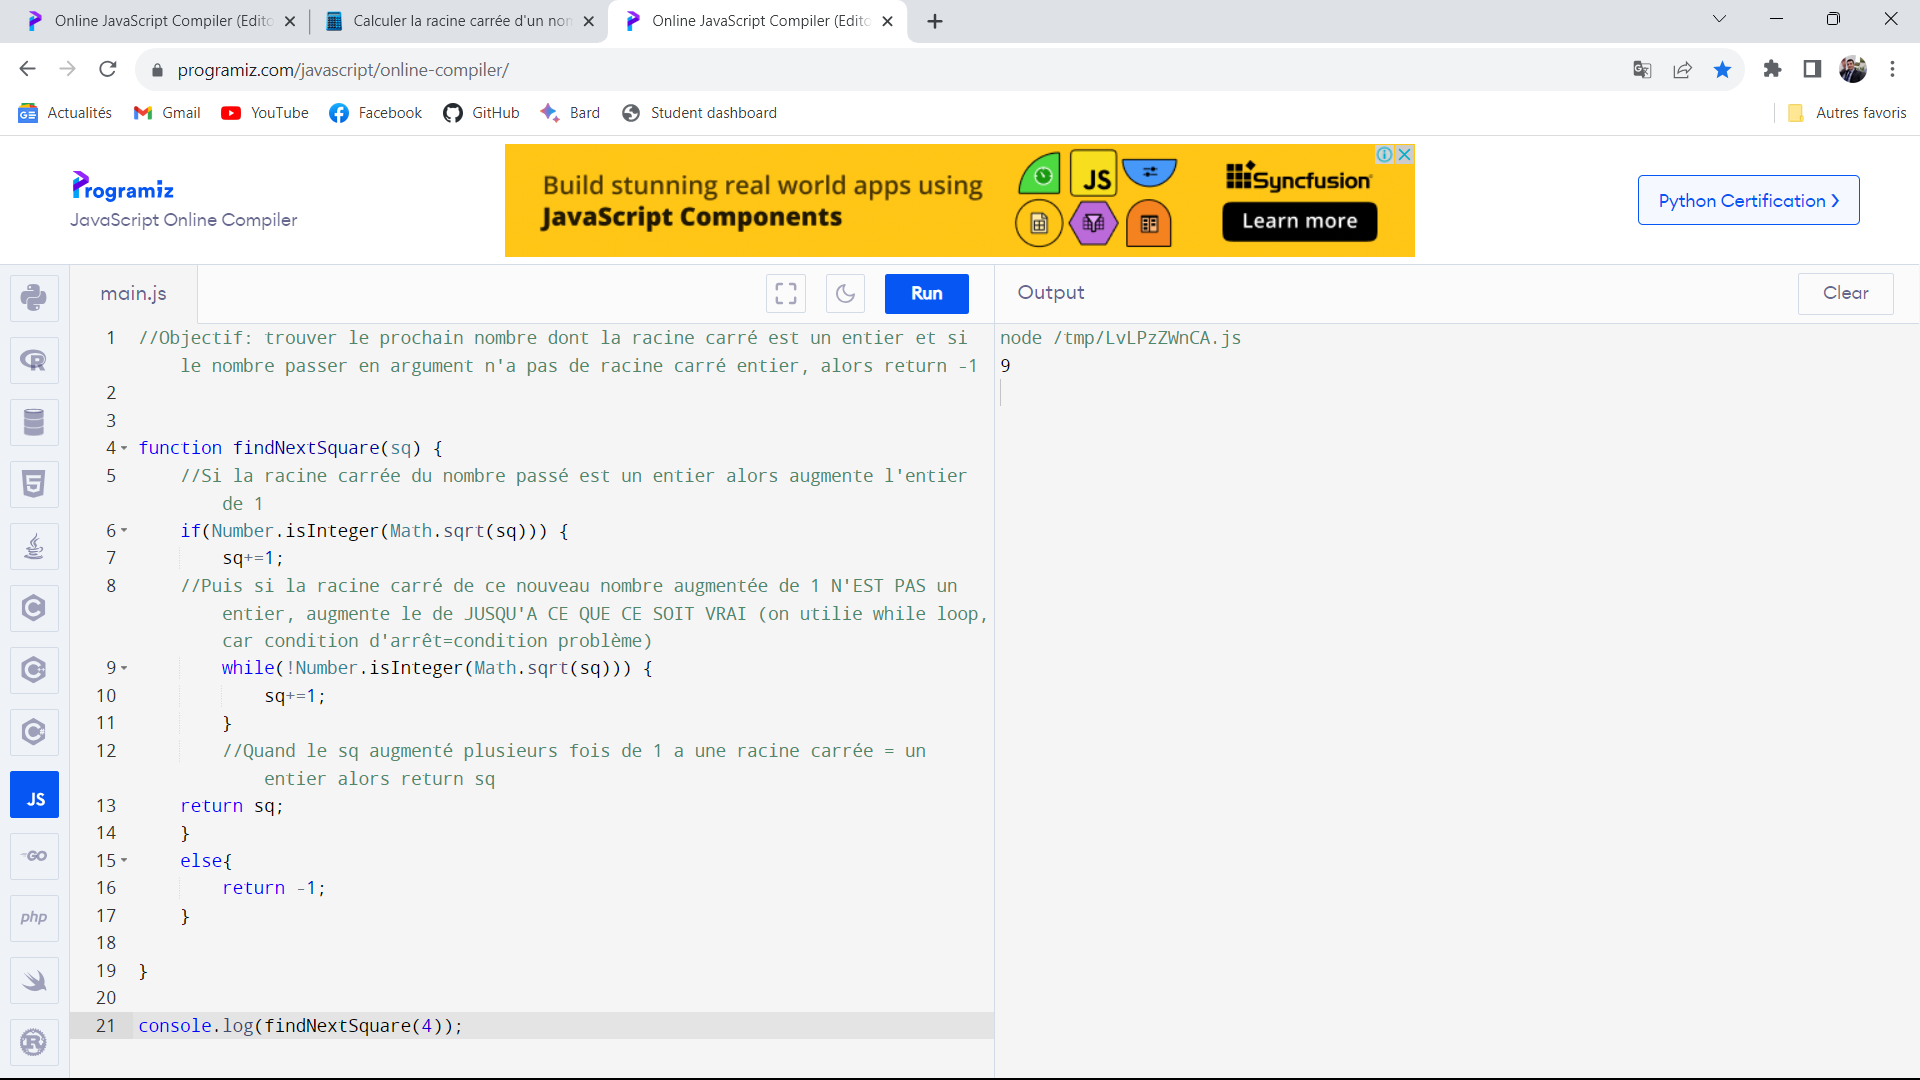 Online JavaScript Compiler (Edito
Calculer la racine carrée d'un nom
Online JavaScript Compiler (Edito
programiz.com/javascript/online-compiler/
Actualités
Gmail
YouTube
Facebook
GitHub
Bard
Student dashboard
Autres favoris
Programiz
JavaScript Online Compiler
Build stunning real world apps using
JavaScript Components
JS
Syncfusion
Learn more
Python Certification >
main.js
Run
Output
Clear
1 //Objectif: trouver le prochain nombre dont la racine carré est un entier et si
le nombre passer en argument n'a pas de racine carré entier, alors return -1
2
3
4 function findNextSquare(sq) {
5 //Si la racine carrée du nombre passé est un entier alors augmente l'entier
de 1
6 if(Number.isInteger(Math.sqrt(sq))) {
7 sq+=1;
8 //Puis si la racine carré de ce nouveau nombre augmentée de 1 N'EST PAS un
entier, augmente le de JUSQU'A CE QUE CE SOIT VRAI (on utilie while loop,
car condition d'arrêt=condition problème)
9 while(!Number.isInteger(Math.sqrt(sq))) {
10 sq+=1;
11 }
12 //Quand le sq augmenté plusieurs fois de 1 a une racine carrée = un
entier alors return sq
13 return sq;
14 }
15 else{
16 return -1;
17 }
18
19 }
20
21 console.log(findNextSquare(4));
node /tmp/LvLPzZWnCA.js
9
JS
GO
php